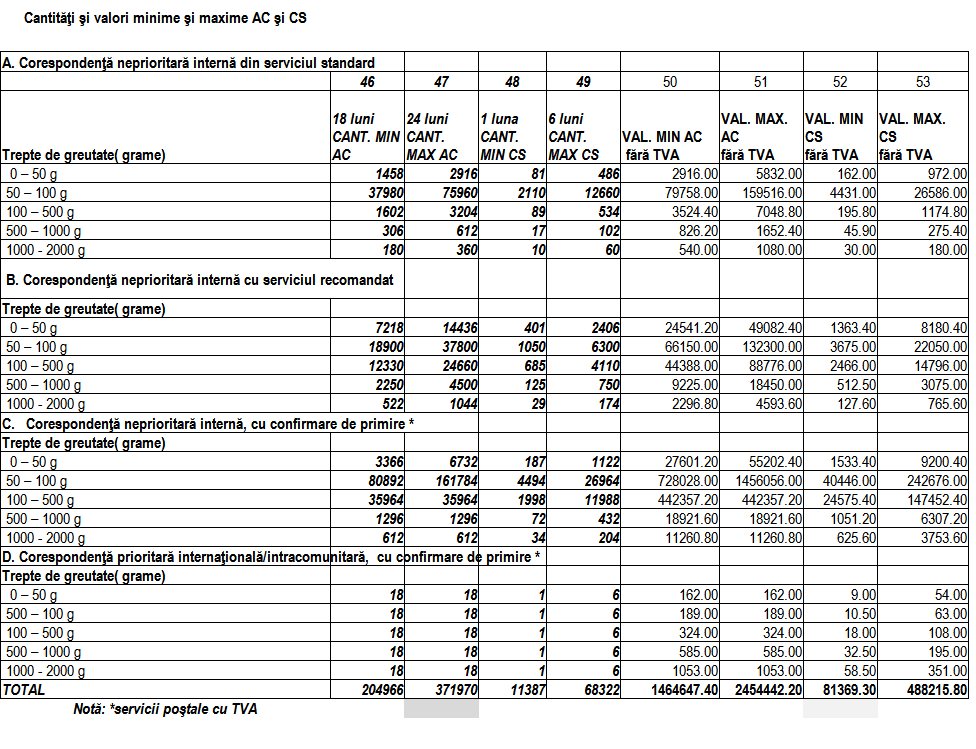 Cantităţi şi valori minime şi maxime AC şi CS
A. Corespondenţă neprioritară internă din serviciul standard
46 47 48 49 50 51 52 53
Trepte de greutate( grame) 18 luni CANT. MIN AC 24 luni CANT. MAX AC 1 luna CANT. MIN CS 6 luni CANT. MAX CS VAL. MIN AC fără TVA VAL. MAX. AC fără TVA VAL. MIN CS fără TVA VAL. MAX. CS fără TVA
0 – 50 g 1458 2916 81 486 2916.00 5832.00 162.00 972.00
50 – 100 g 37980 75960 2110 12660 79758.00 159516.00 4431.00 26586.00
100 – 500 g 1602 3204 89 534 3524.40 7048.80 195.80 1174.80
500 – 1000 g 306 612 17 102 826.20 1652.40 45.90 275.40
1000 - 2000 g 180 360 10 60 540.00 1080.00 30.00 180.00
B. Corespondenţă neprioritară internă cu serviciul recomandat
Trepte de greutate( grame)
0 – 50 g 7218 14436 401 2406 24541.20 49082.40 1363.40 8180.40
50 – 100 g 18900 37800 1050 6300 66150.00 132300.00 3675.00 22050.00
100 – 500 g 12330 24660 685 4110 44388.00 88776.00 2466.00 14796.00
500 – 1000 g 2250 4500 125 750 9225.00 18450.00 512.50 3075.00
1000 - 2000 g 522 1044 29 174 2296.80 4593.60 127.60 765.60
C. Corespondenţă neprioritară internă, cu confirmare de primire *
Trepte de greutate( grame)
0 – 50 g 3366 6732 187 1122 27601.20 55202.40 1533.40 9200.40
50 – 100 g 80892 161784 4494 26964 728028.00 1456056.00 40446.00 242676.00
100 – 500 g 35964 35964 1998 11988 442357.20 442357.20 24575.40 147452.40
500 – 1000 g 1296 1296 72 432 18921.60 18921.60 1051.20 6307.20
1000 - 2000 g 612 612 34 204 11260.80 11260.80 625.60 3753.60
D. Corespondenţă prioritară internaţională/intracomunitară, cu confirmare de primire *
Trepte de greutate( grame)
0 – 50 g 18 18 1 6 162.00 162.00 9.00 54.00
500 – 100 g 18 18 1 6 189.00 189.00 10.50 63.00
100 – 500 g 18 18 1 6 324.00 324.00 18.00 108.00
500 – 1000 g 18 18 1 6 585.00 585.00 32.50 195.00
1000 - 2000 g 18 18 1 6 1053.00 1053.00 58.50 351.00
TOTAL 204966 371970 11387 68322 1464647.40 2454442.20 81369.30 488215.80
Notă: *servicii poştale cu TVA